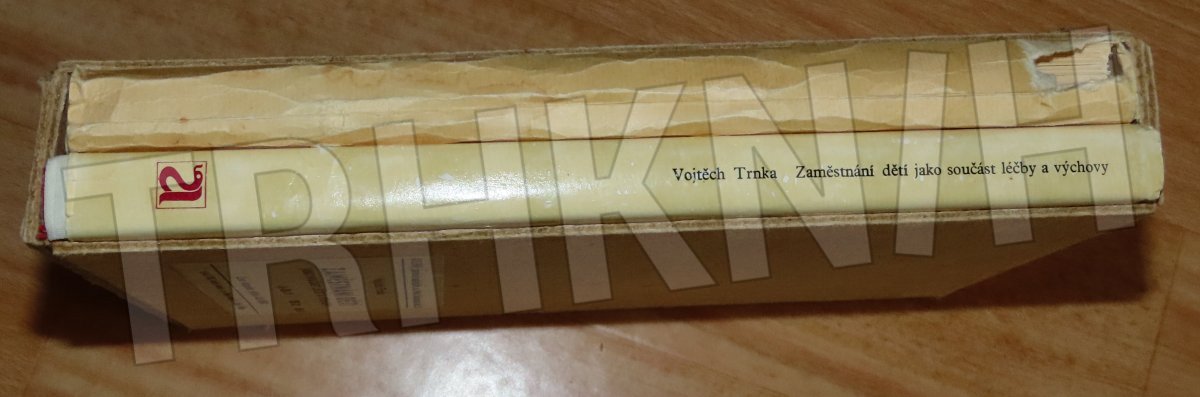 Vojtěch Trnka Zaměstnání dětí jako součást léčby a výchovy
TRHKNIH